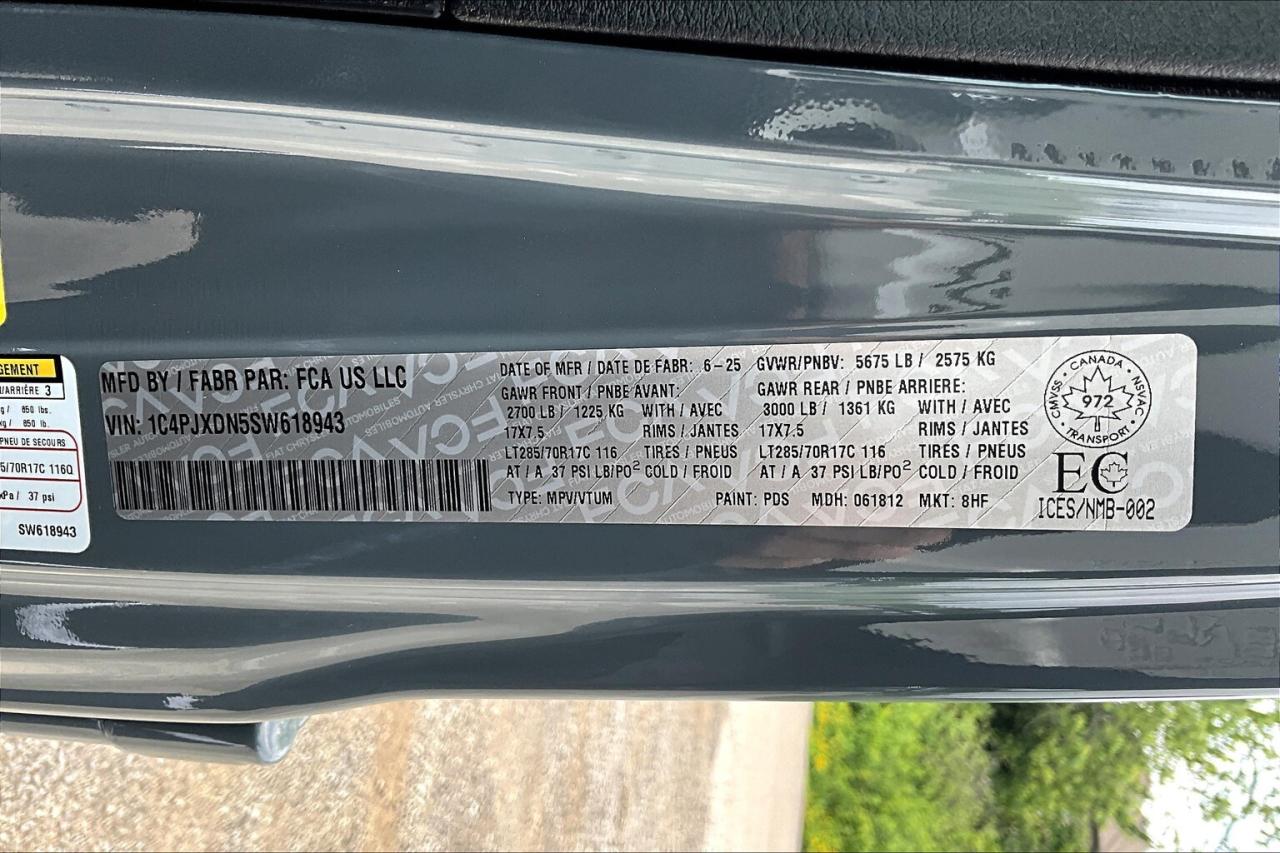 GEMENT
/ARRIÈRE 3
kg / 850 lbs.
kg / 850 lb.
PNEU DE SECOURS
5/70R17C 116Q
kPa / 37 psi
SW618943
MFD BY / FABR PAR: FCA US LLC
VIN: 1C4PJXDN5SW618943
DATE OF MFR / DATE DE FABR: 6-25 GVWR/PNBV: 5675 LB / 2575 KG
GAWR FRONT / PNBE AVANT: GAWR REAR / PNBE ARRIERE:
2700 LB / 1225 KG WITH / AVEC 3000 LB / 1361 KG WITH / AVEC
17X7.5 RIMS / JANTES 17X7.5 RIMS / JANTES
LT285/70R17C 116 TIRES / PNEUS LT285/70R17C 116 TIRES / PNEUS
AT / A 37 PSI LB/PO² COLD / FROID AT / A 37 PSI LB/PO² COLD / FROID
TYPE: MPV/VTUM PAINT: PDS MDH: 061812 MKT: 8HF
CANADA
CMVSS 972 NSVAC
TRANSPORT
EC
ICES/NMB-002